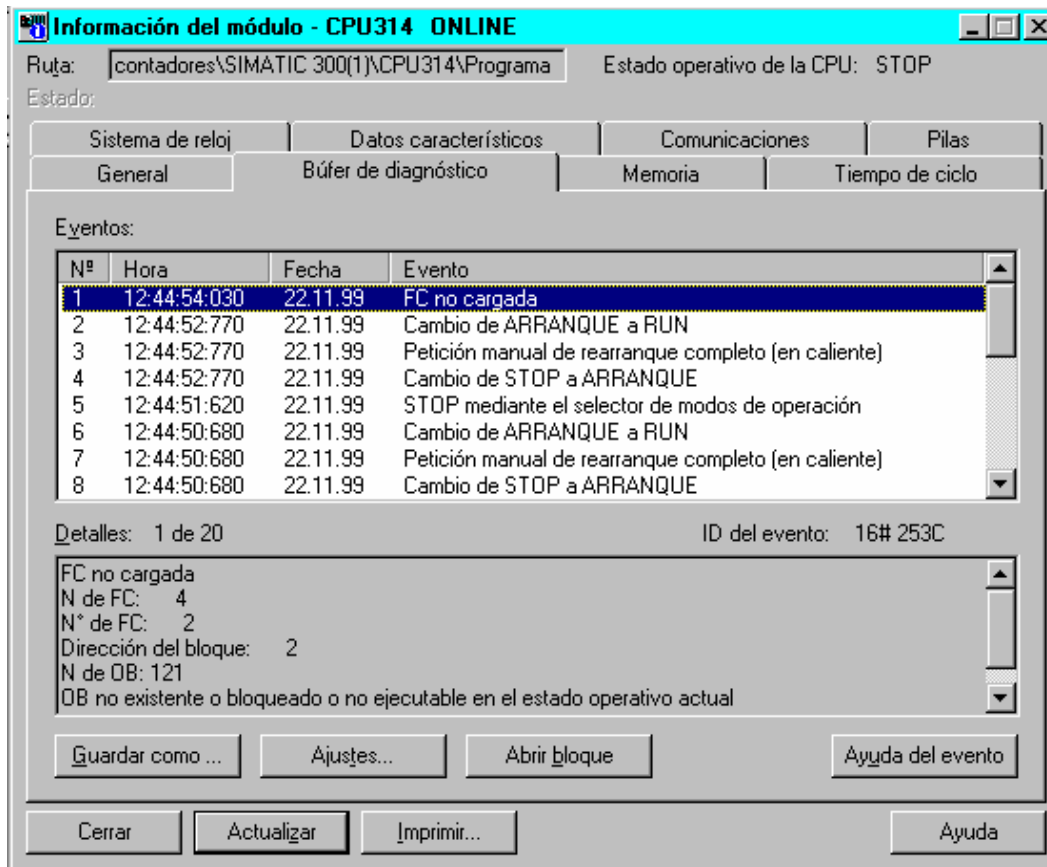 Información del módulo - CPU314 ONLINE
Ruta: contadores\SIMATIC 300(1)\CPU314\Programa Estado operativo de la CPU: STOP
Estado:
Sistema de reloj Datos característicos Comunicaciones Pilas
General Búfer de diagnóstico Memoria Tiempo de ciclo
Eventos:
Nº Hora Fecha Evento
1 12:44:54:030 22.11.99 FC no cargada
2 12:44:52:770 22.11.99 Cambio de ARRANQUE a RUN
3 12:44:52:770 22.11.99 Petición manual de rearranque completo (en caliente)
4 12:44:52:770 22.11.99 Cambio de STOP a ARRANQUE
5 12:44:51:620 22.11.99 STOP mediante el selector de modos de operación
6 12:44:50:680 22.11.99 Cambio de ARRANQUE a RUN
7 12:44:50:680 22.11.99 Petición manual de rearranque completo (en caliente)
8 12:44:50:680 22.11.99 Cambio de STOP a ARRANQUE
Detalles: 1 de 20 ID del evento: 16# 253C
FC no cargada
N de FC: 4
N° de FC: 2
Dirección del bloque: 2
N de OB: 121
OB no existente o bloqueado o no ejecutable en el estado operativo actual
Guardar como ... Ajustes... Abrir bloque Ayuda del evento
Cerrar Actualizar Imprimir... Ayuda